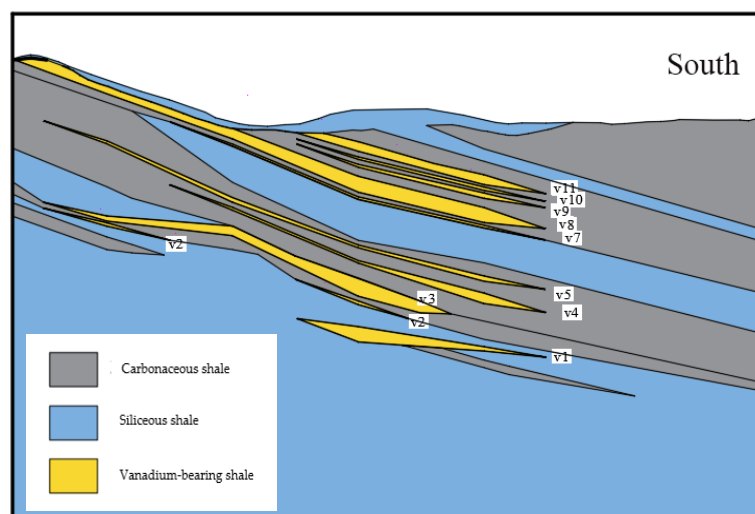 South
v11
v10
v9
v8
v7
v2
v5
v3
v4
v2
v1
Carbonaceous shale
Siliceous shale
Vanadium-bearing shale